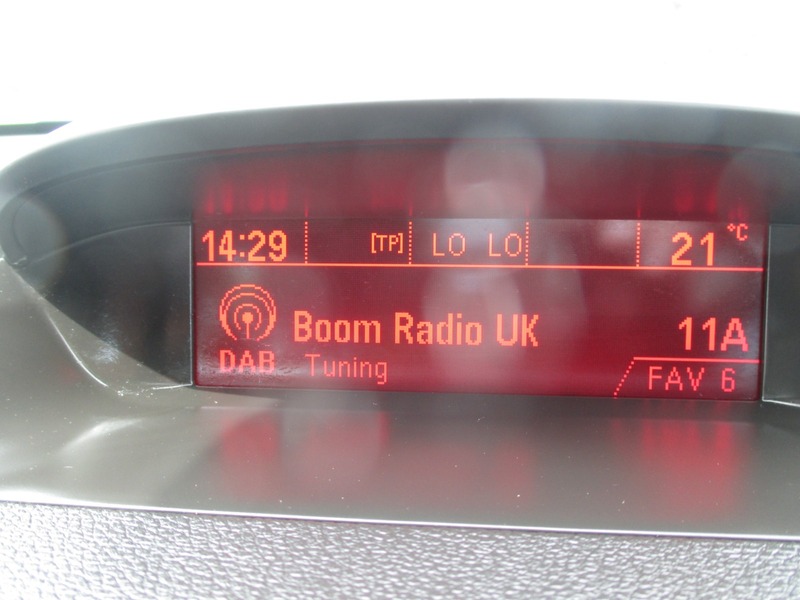 14:29 [TP] LO LO 21 °C
Boom Radio UK 11A
DAB Tuning FAV 6